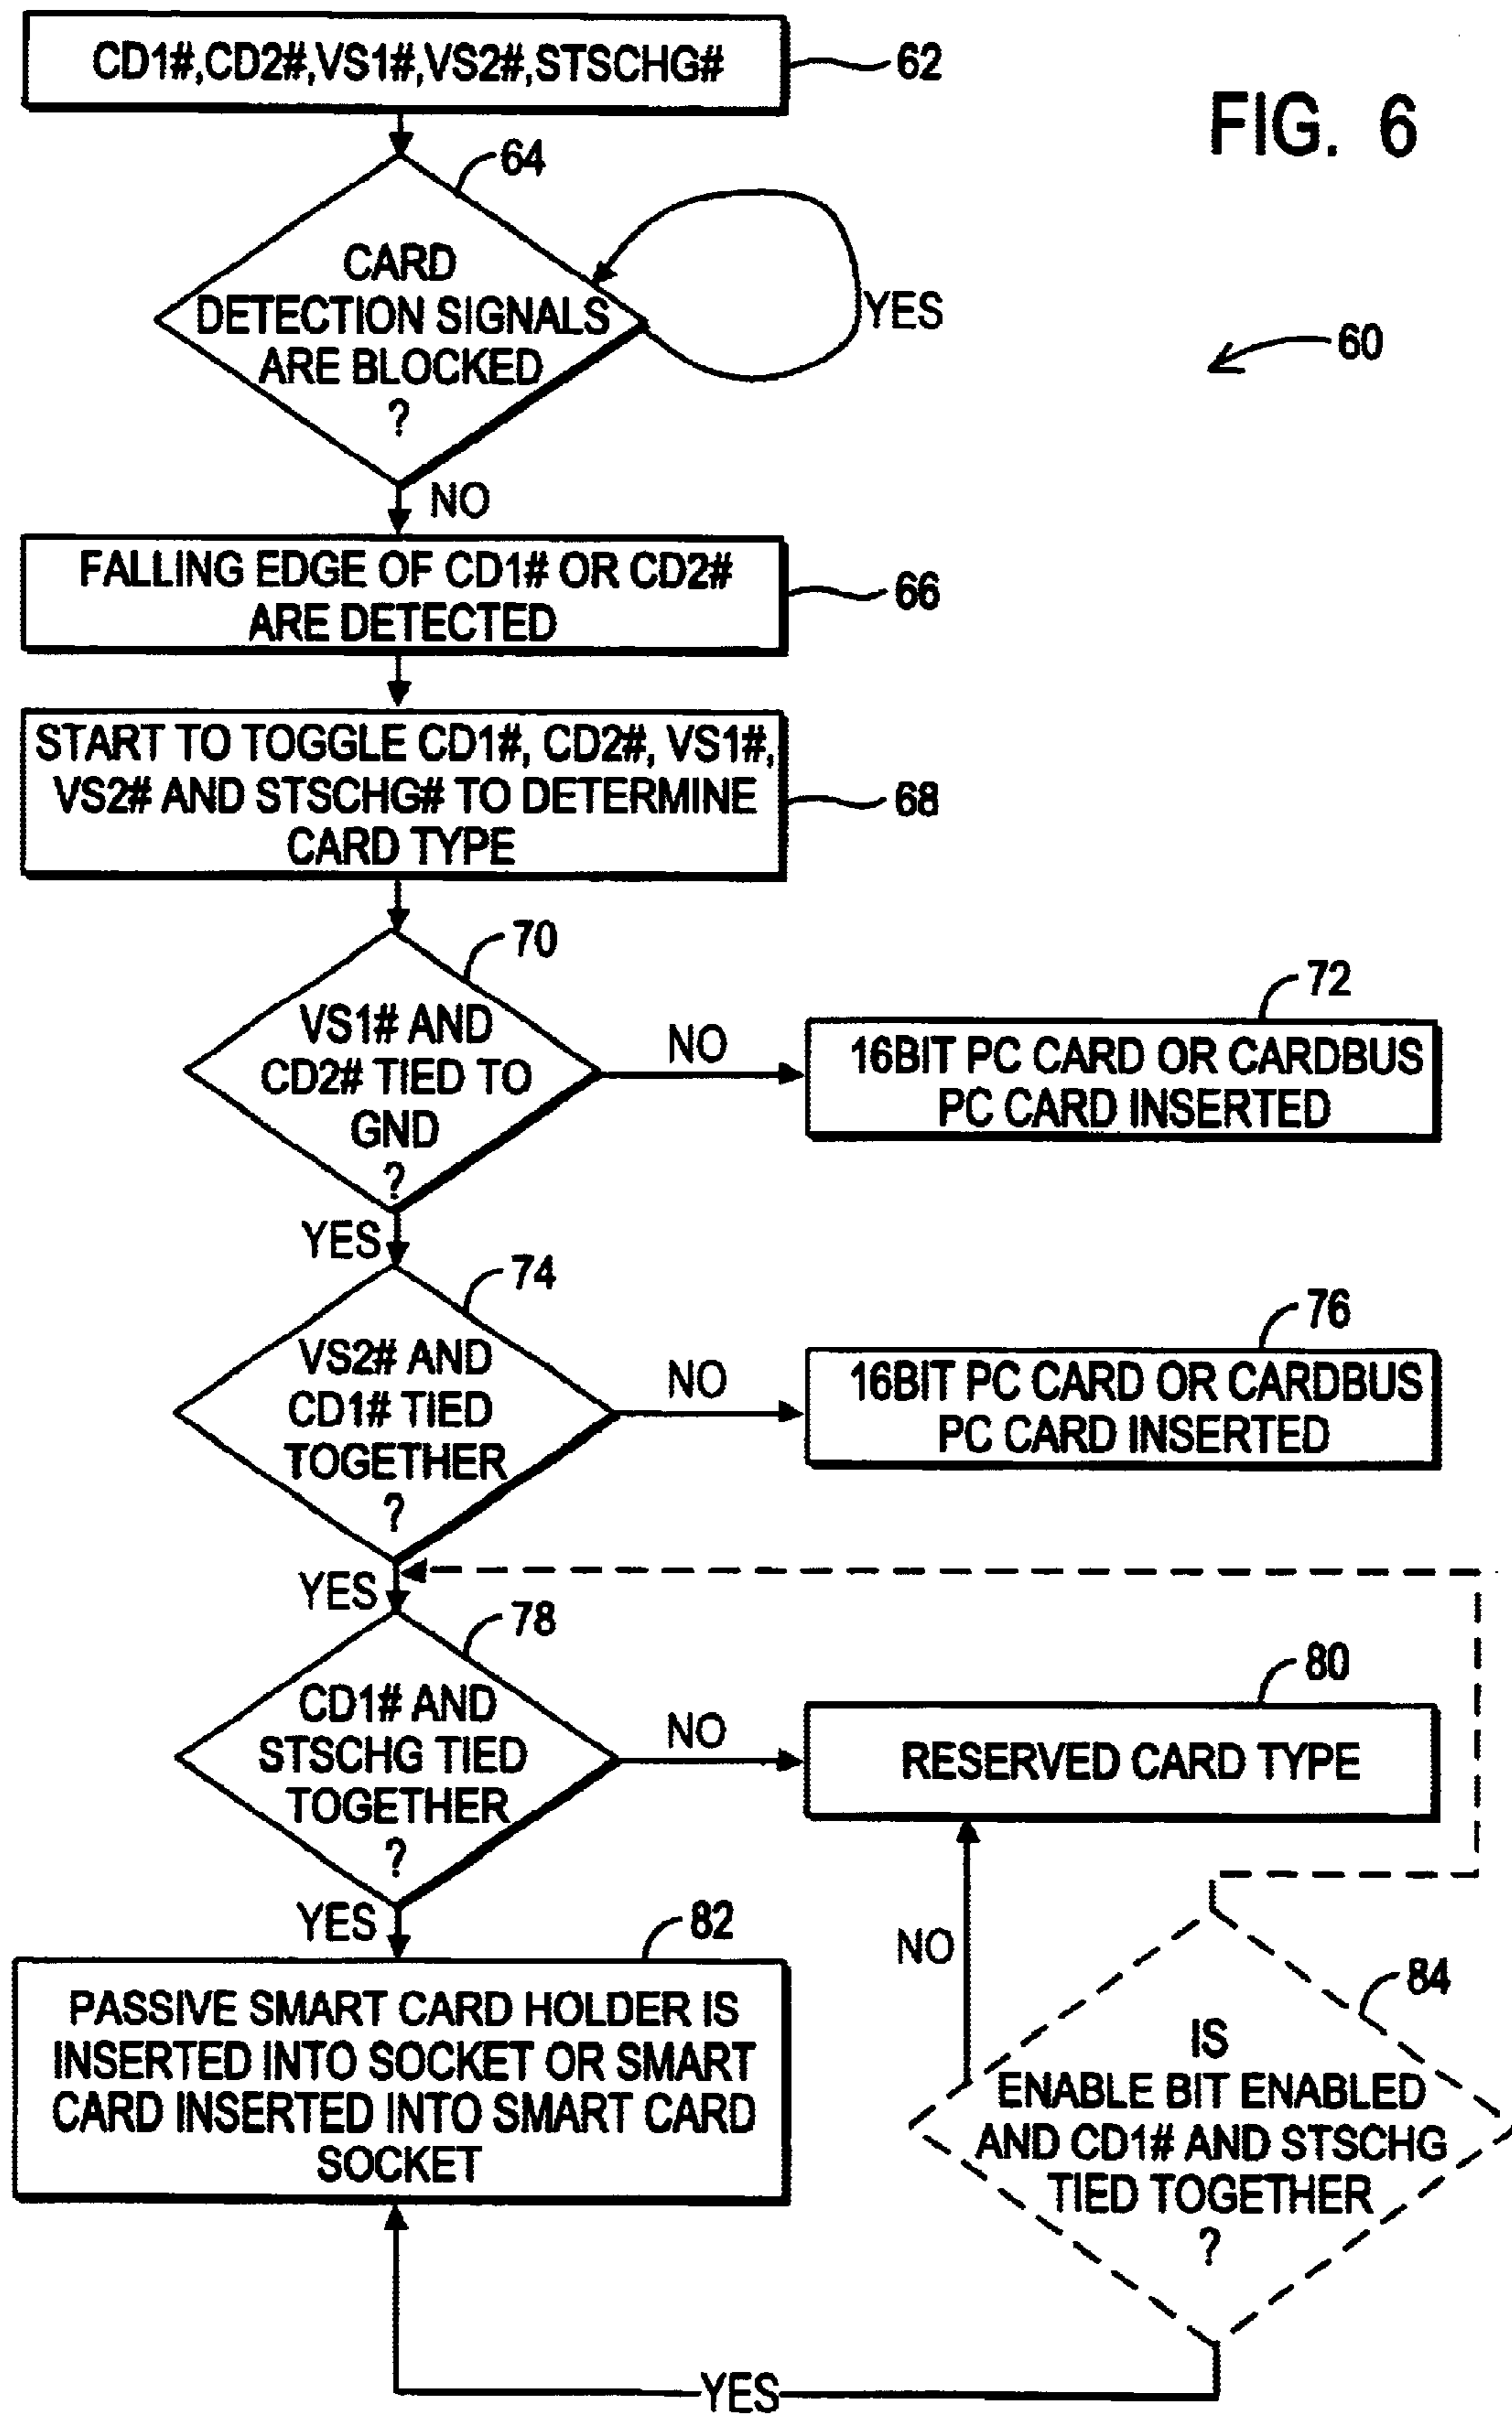 CD1#,CD2#,VS1#,VS2#,STSCHG#
62
FIG. 6
64
CARD
DETECTION SIGNALS
ARE BLOCKED
?
YES
60
NO
FALLING EDGE OF CD1# OR CD2#
ARE DETECTED
66
START TO TOGGLE CD1#, CD2#, VS1#,
VS2# AND STSCHG# TO DETERMINE
CARD TYPE
68
70
VS1# AND
CD2# TIED TO
GND
?
NO
72
16BIT PC CARD OR CARDBUS
PC CARD INSERTED
YES
74
VS2# AND
CD1# TIED
TOGETHER
?
NO
76
16BIT PC CARD OR CARDBUS
PC CARD INSERTED
YES
78
CD1# AND
STSCHG TIED
TOGETHER
?
NO
80
RESERVED CARD TYPE
YES
82
PASSIVE SMART CARD HOLDER IS
INSERTED INTO SOCKET OR SMART
CARD INSERTED INTO SMART CARD
SOCKET
NO
84
IS
ENABLE BIT ENABLED
AND CD1# AND STSCHG
TIED TOGETHER
?
YES